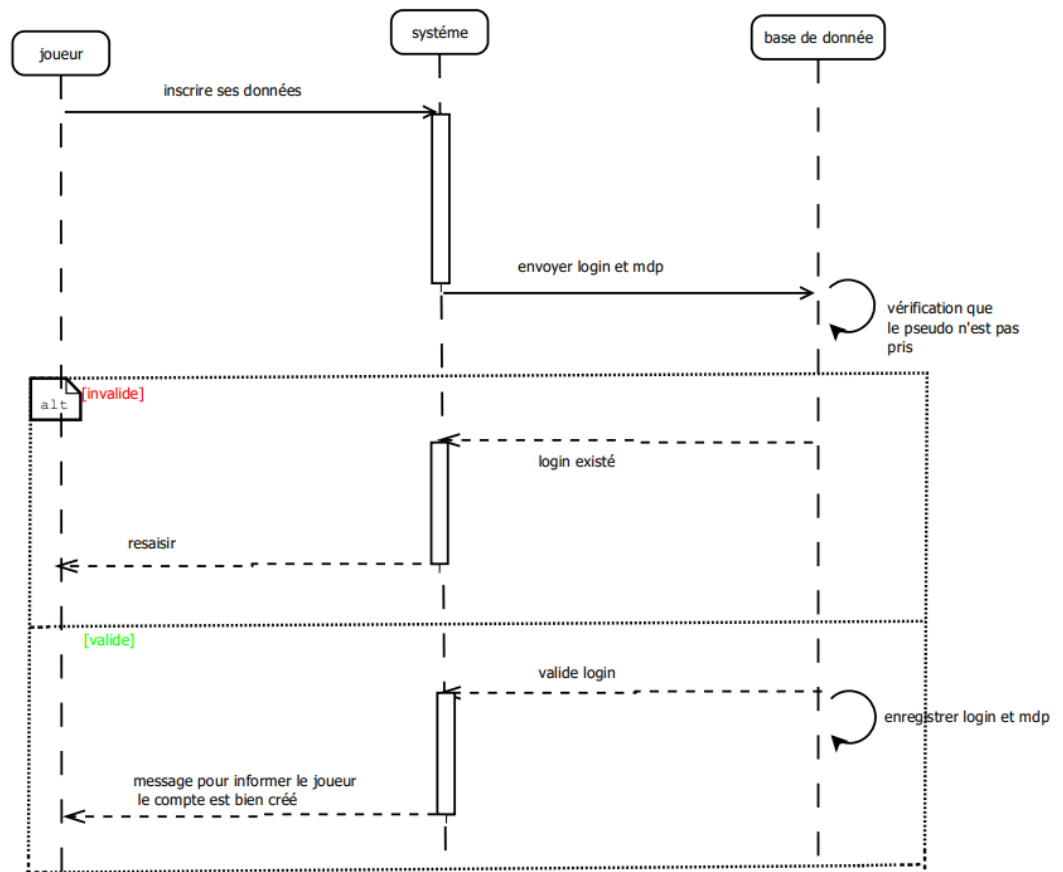 joueur
systéme
base de donnée
inscrire ses données
envoyer login et mdp
vérification que
le pseudo n'est pas
pris
alt
[invalide]
login existé
resaisir
[valide]
valide login
enregistrer login et mdp
message pour informer le joueur
le compte est bien créé